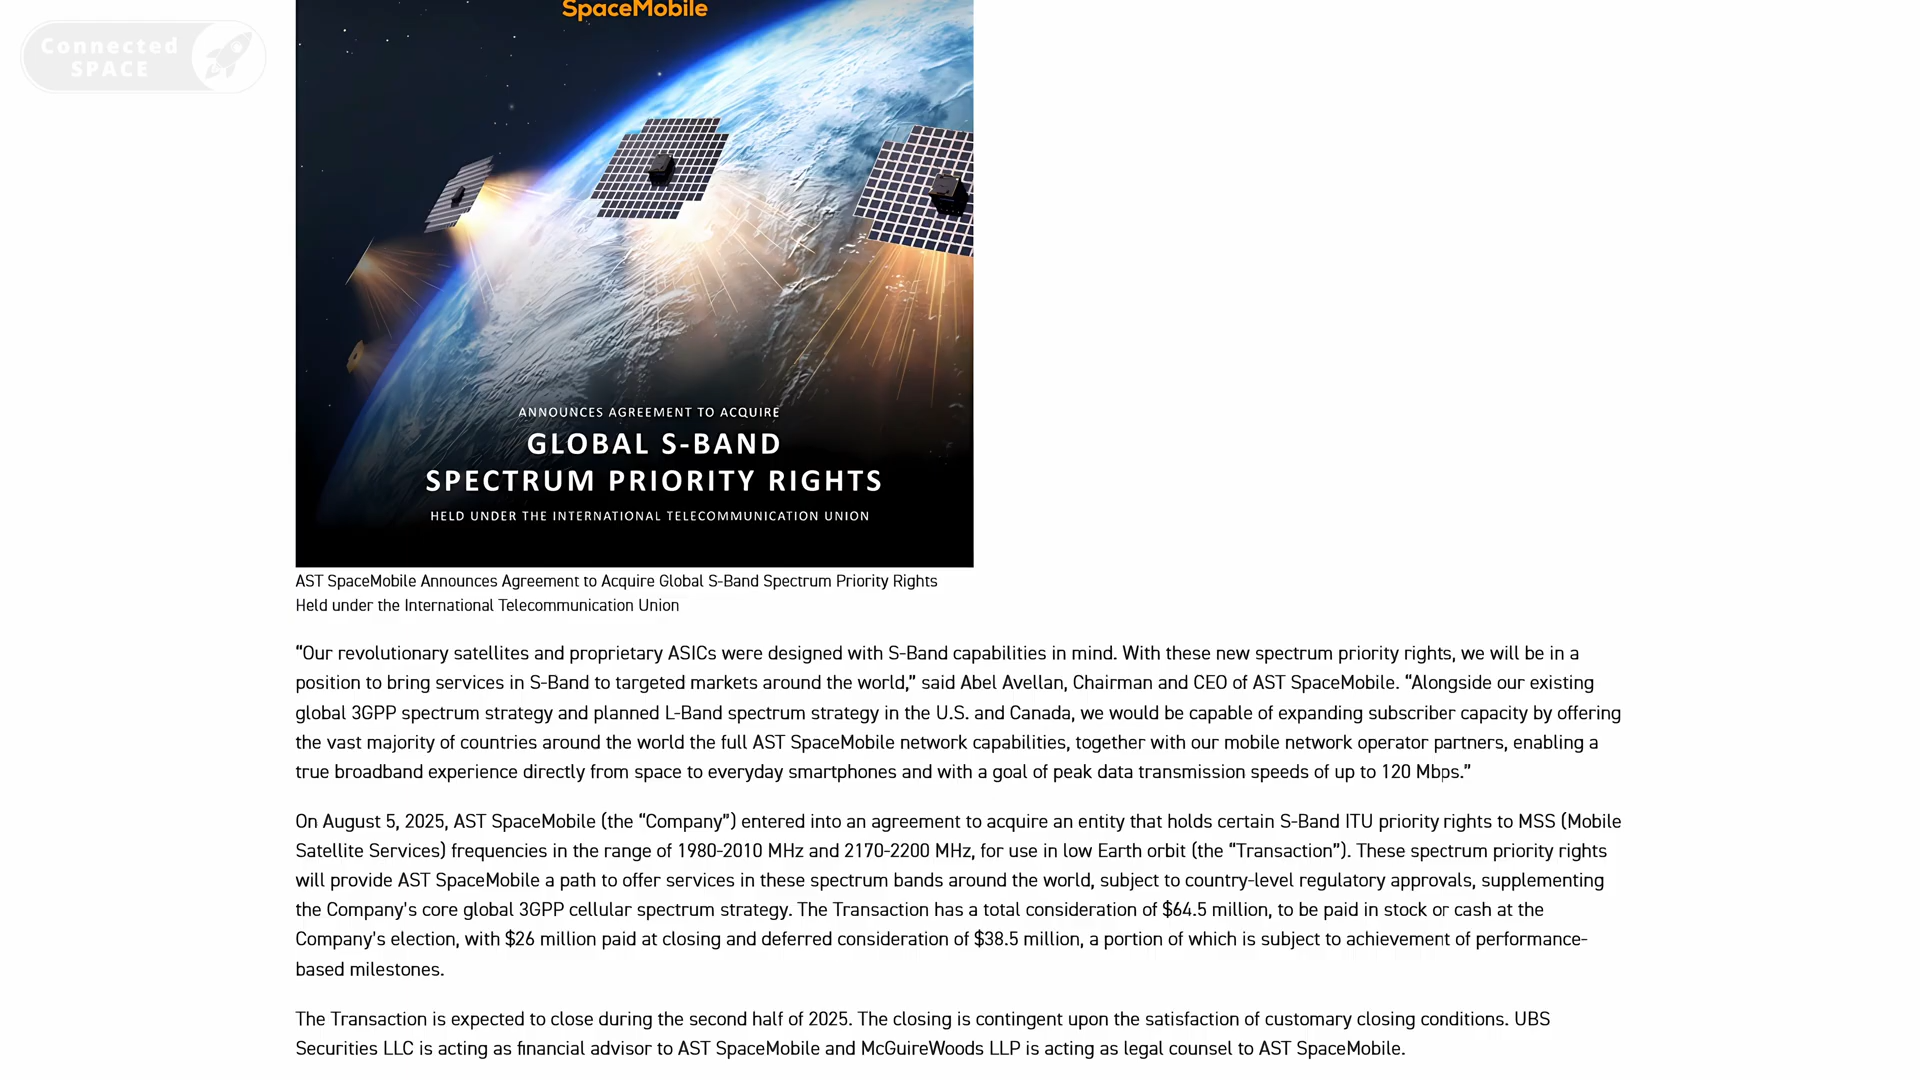 SpaceMobile
Connected
SPACE
ANNOUNCES AGREEMENT TO ACQUIRE
GLOBAL S-BAND
SPECTRUM PRIORITY RIGHTS
HELD UNDER THE INTERNATIONAL TELECOMMUNICATION UNION
AST SpaceMobile Announces Agreement to Acquire Global S-Band Spectrum Priority Rights
Held under the International Telecommunication Union
“Our revolutionary satellites and proprietary ASICs were designed with S-Band capabilities in mind. With these new spectrum priority rights, we will be in a
position to bring services in S-Band to targeted markets around the world,” said Abel Avellan, Chairman and CEO of AST SpaceMobile. “Alongside our existing
global 3GPP spectrum strategy and planned L-Band spectrum strategy in the U.S. and Canada, we would be capable of expanding subscriber capacity by offering
the vast majority of countries around the world the full AST SpaceMobile network capabilities, together with our mobile network operator partners, enabling a
true broadband experience directly from space to everyday smartphones and with a goal of peak data transmission speeds of up to 120 Mbps.”
On August 5, 2025, AST SpaceMobile (the “Company”) entered into an agreement to acquire an entity that holds certain S-Band ITU priority rights to MSS (Mobile
Satellite Services) frequencies in the range of 1980-2010 MHz and 2170-2200 MHz, for use in low Earth orbit (the “Transaction”). These spectrum priority rights
will provide AST SpaceMobile a path to offer services in these spectrum bands around the world, subject to country-level regulatory approvals, supplementing
the Company's core global 3GPP cellular spectrum strategy. The Transaction has a total consideration of $64.5 million, to be paid in stock or cash at the
Company's election, with $26 million paid at closing and deferred consideration of $38.5 million, a portion of which is subject to achievement of performance-
based milestones.
The Transaction is expected to close during the second half of 2025. The closing is contingent upon the satisfaction of customary closing conditions. UBS
Securities LLC is acting as financial advisor to AST SpaceMobile and McGuireWoods LLP is acting as legal counsel to AST SpaceMobile.